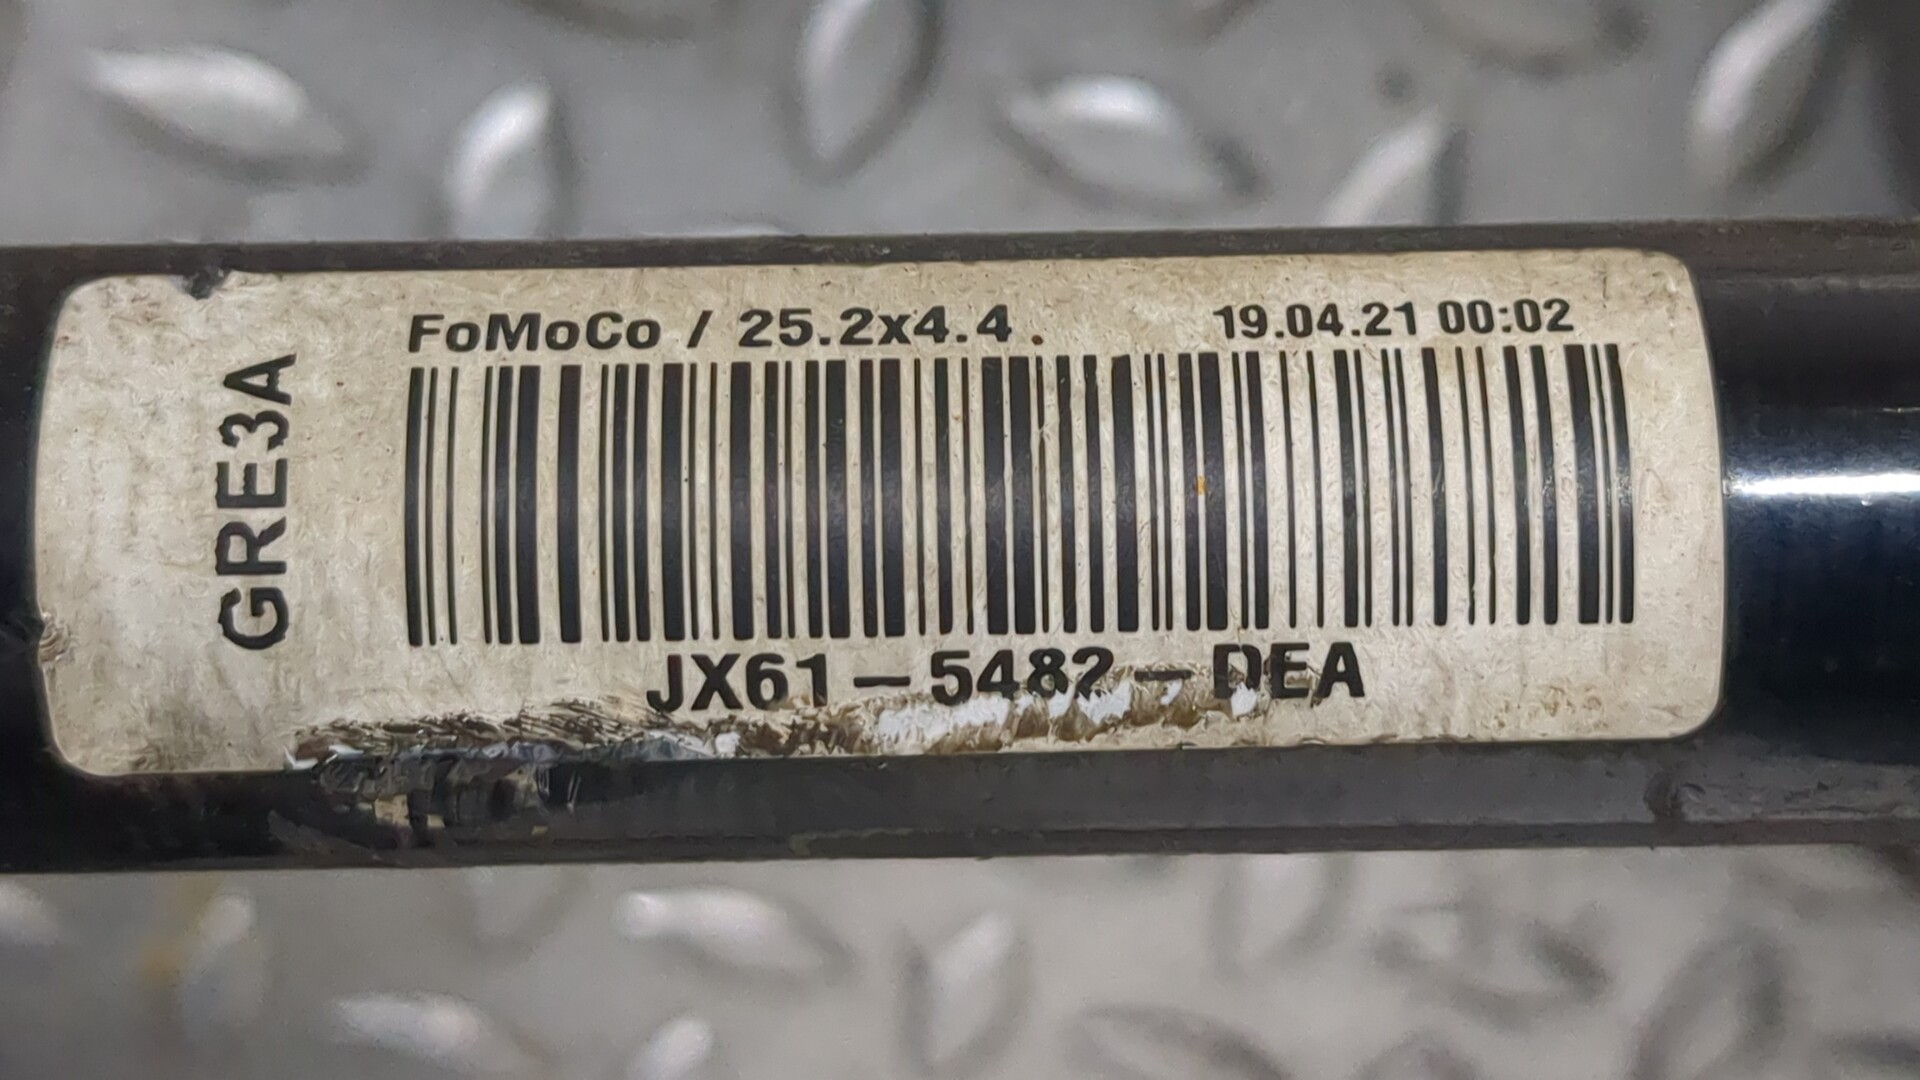 FoMoCo / 25.2x4.4 . 19.04.21 00:02
GRE3A
JX61-5482-DEA